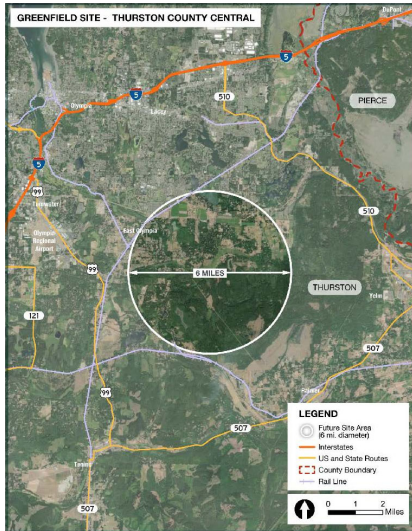 GREENFIELD SITE - THURSTON COUNTY CENTRAL
DuPont
5
5
510
PIERCE
Olympia
Lacey
5
99
Tumwater
510
East Olympia
Olympia
Regional
Airport
99
6 MILES
THURSTON
Yelm
121
507
99
Rainier
507
Tenino
507
LEGEND
Future Site Area
(6 mi. diameter)
Interstates
US and State Routes
County Boundary
Rail Line
0 1 2
Miles